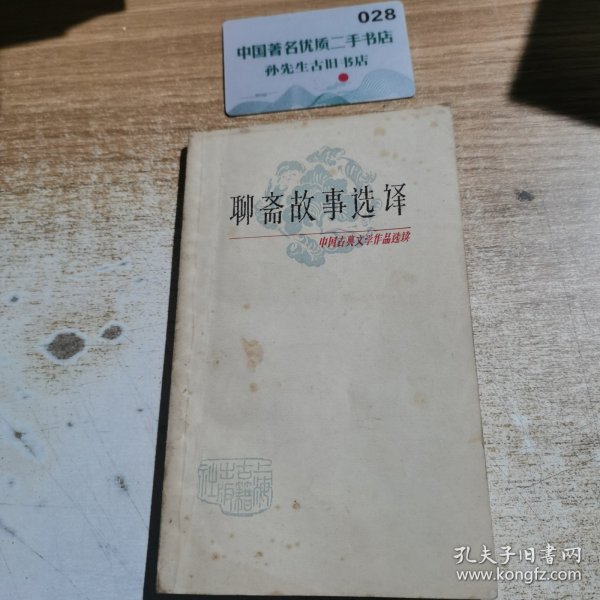 028
中国著名优质二手书店
孙先生古旧书店
聊斋故事选译
中国古典文学作品选读
上海
古籍
出版
社
孔夫子旧书网
www.kongfz.com